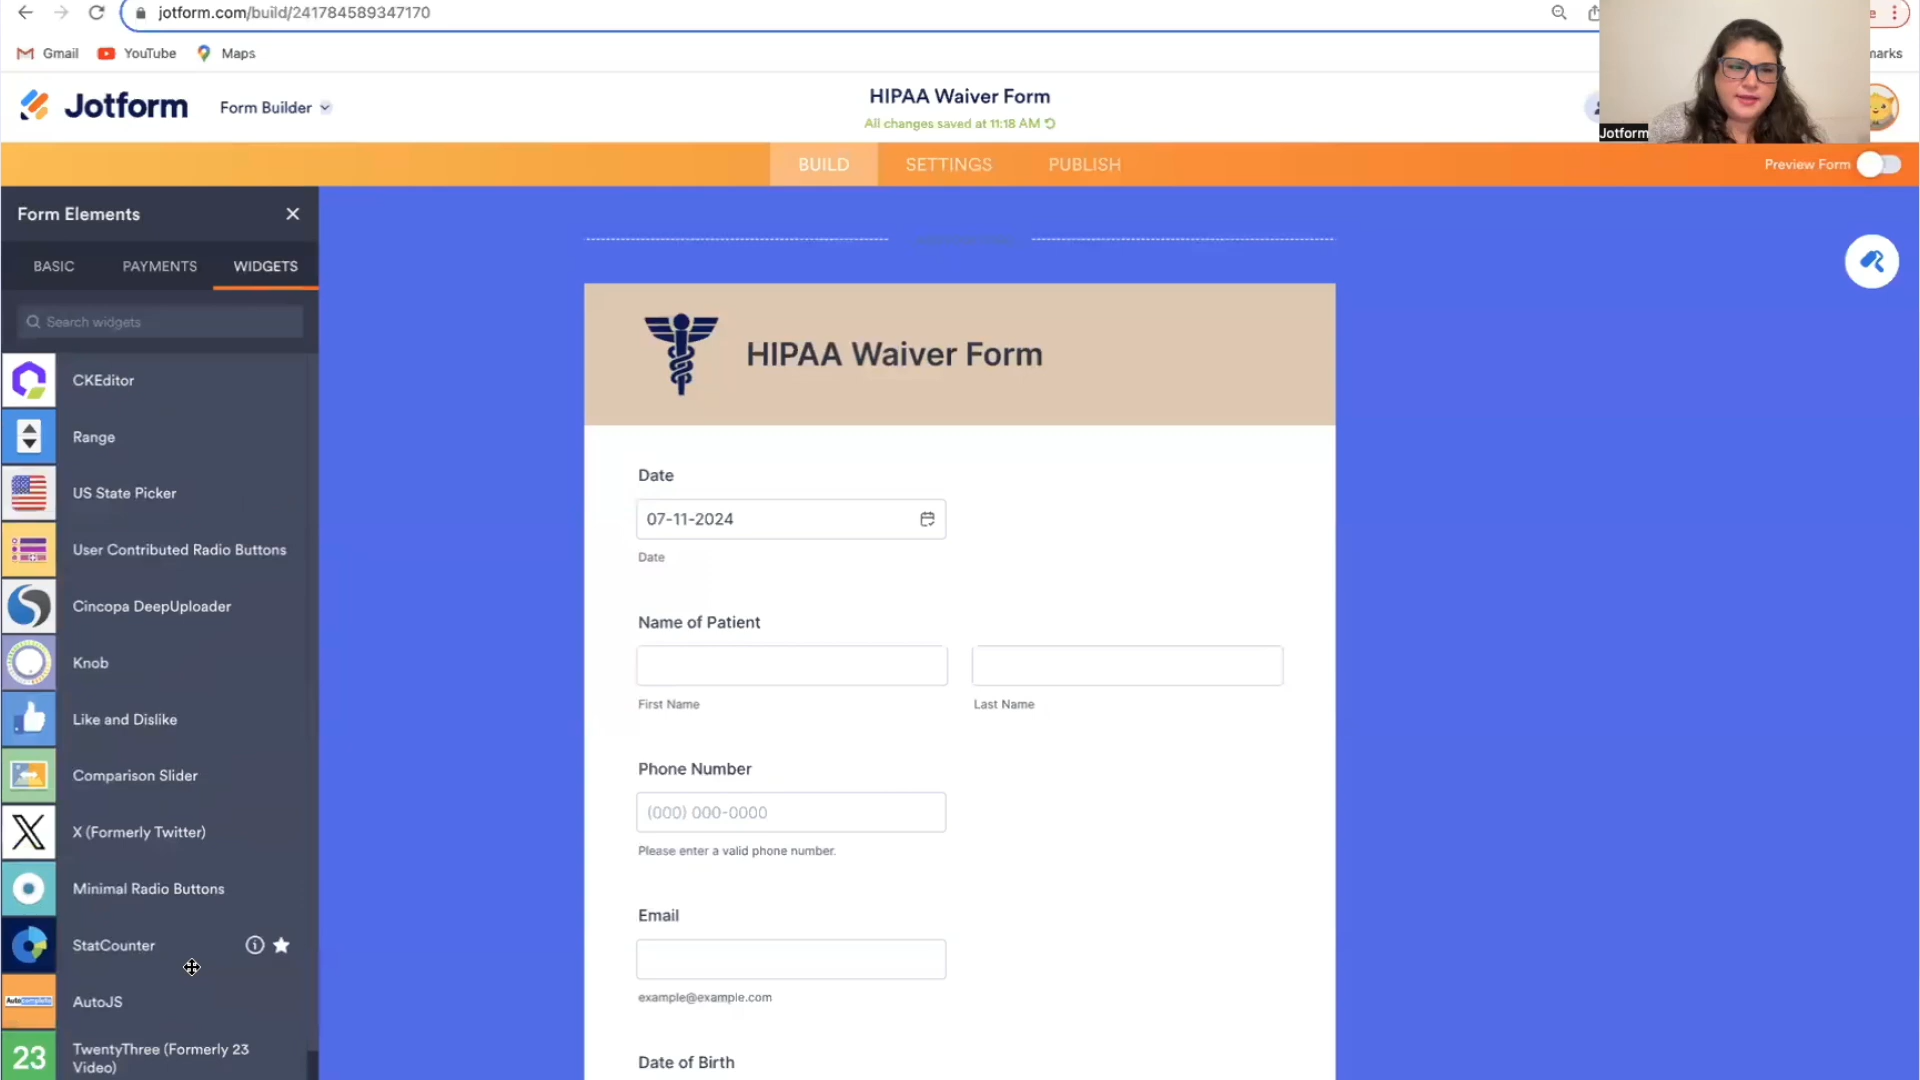 jotform.com/build/241784589347170
Gmail
YouTube
Maps
Jotform
Form Builder
HIPAA Waiver Form
All changes saved at 11:18 AM
Jotform
BUILD
SETTINGS
PUBLISH
Preview Form
Form Elements
BASIC
PAYMENTS
WIDGETS
Search widgets
CKEditor
Range
US State Picker
User Contributed Radio Buttons
Cincopa DeepUploader
Knob
Like and Dislike
Comparison Slider
X (Formerly Twitter)
Minimal Radio Buttons
StatCounter
AutoJS
23
TwentyThree (Formerly 23
Video)
HIPAA Waiver Form
Date
07-11-2024
Date
Name of Patient
First Name
Last Name
Phone Number
(000) 000-0000
Please enter a valid phone number.
Email
example@example.com
Date of Birth